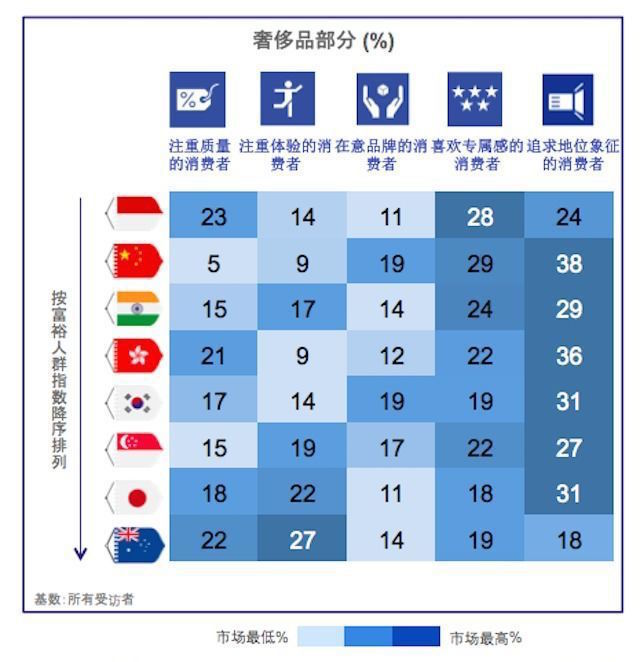 奢侈品部分 (%)
注重质量 注重体验的消 在意品牌的消 喜欢专属感的 追求地位象征
的消费者 费者 费者 消费者 的消费者
按富裕人群指数降序排列
23 14 11 28 24
5 9 19 29 38
15 17 14 24 29
21 9 12 22 36
17 14 19 19 31
15 19 17 22 27
18 22 11 18 31
22 27 14 19 18
基数:所有受访者
市场最低% 市场最高%